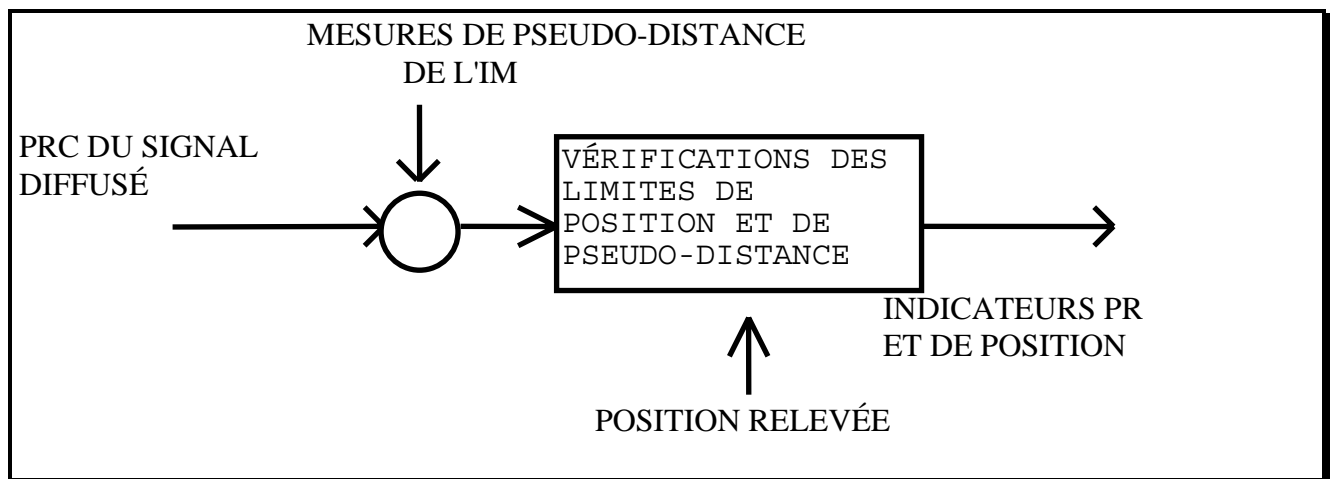 MESURES DE PSEUDO-DISTANCE
DE L'IM
PRC DU SIGNAL
DIFFUSÉ
VÉRIFICATIONS DES
LIMITES DE
POSITION ET DE
PSEUDO-DISTANCE
INDICATEURS PR
ET DE POSITION
POSITION RELEVÉE